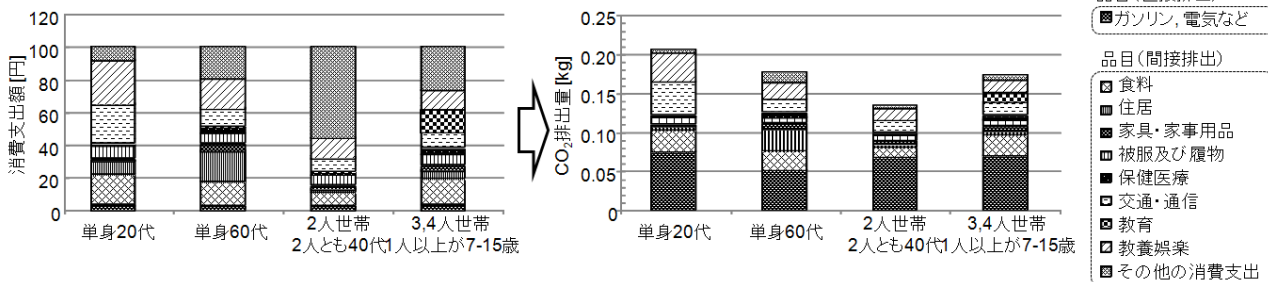 120
100
80
60
40
20
0
消費支出額[円]
単身20代
単身60代
2人世帯
2人とも40代
3,4人世帯
1人以上が7-15歳
0.25
0.20
0.15
0.10
0.05
0
CO₂排出量[kg]
単身20代
単身60代
2人世帯
2人とも40代
3,4人世帯
1人以上が7-15歳
ガソリン,電気など
品目(間接排出)
食料
住居
家具・家事用品
被服及び履物
保健医療
交通・通信
教育
教養娯楽
その他の消費支出